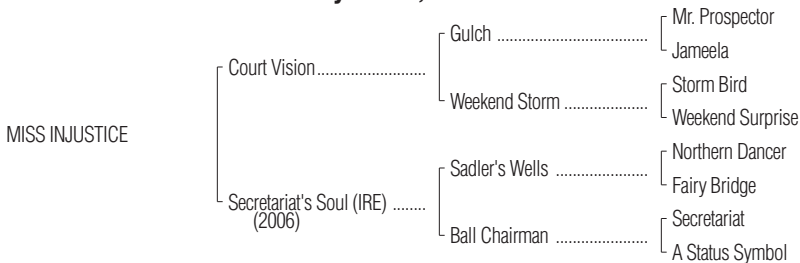 Mr. Prospector
Gulch ........................................
Jameela
Court Vision............................
Storm Bird
Weekend Storm ......................
Weekend Surprise
MISS INJUSTICE
Northern Dancer
Sadler's Wells ........................
Fairy Bridge
Secretariat's Soul (IRE) ........
(2006)
Secretariat
Ball Chairman ........................
A Status Symbol